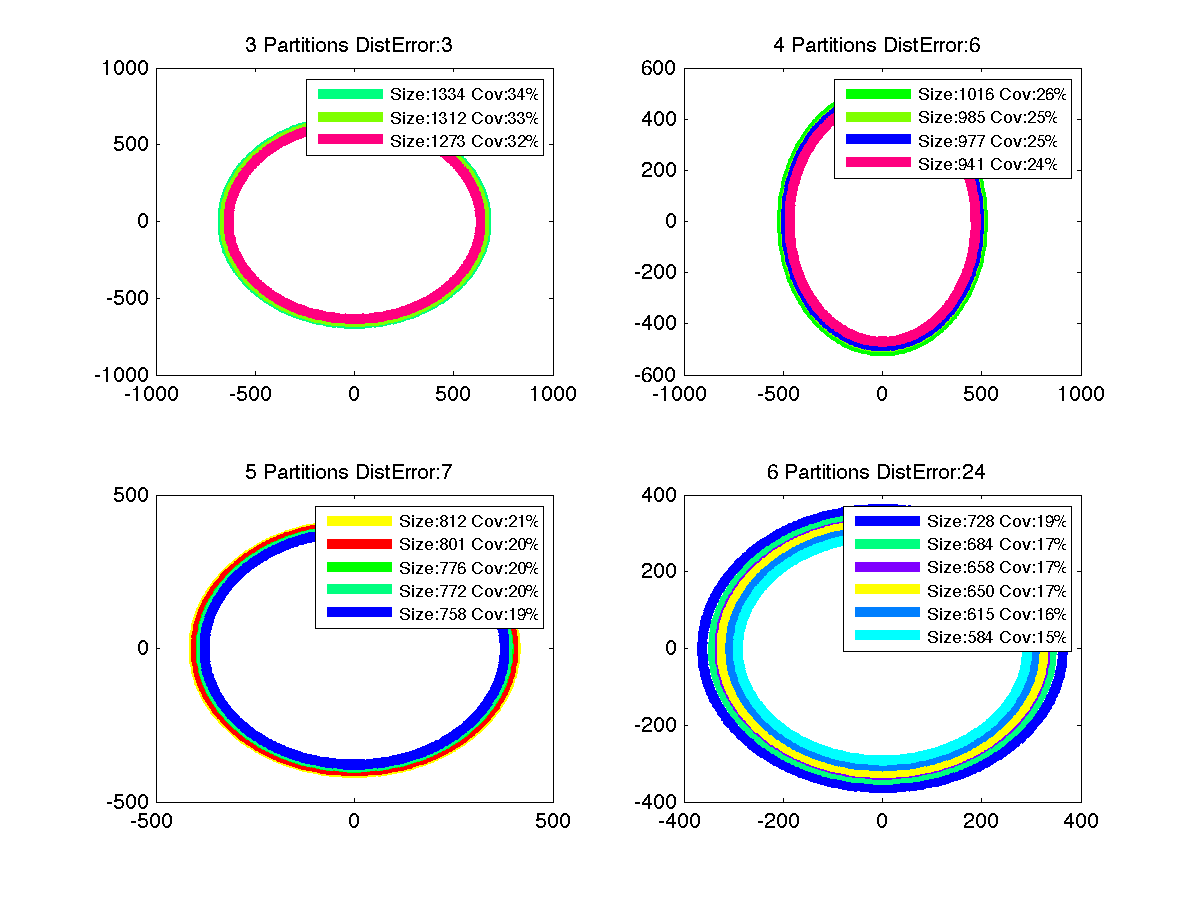 3 Partitions DistError:3
1000
500
0
-500
-1000
-1000 -500 0 500 1000
Size:1334 Cov:34%
Size:1312 Cov:33%
Size:1273 Cov:32%
4 Partitions DistError:6
600
400
200
0
-200
-400
-600
-1000 -500 0 500 1000
Size:1016 Cov:26%
Size:985 Cov:25%
Size:977 Cov:25%
Size:941 Cov:24%
5 Partitions DistError:7
500
0
-500
-500 0 500
Size:812 Cov:21%
Size:801 Cov:20%
Size:776 Cov:20%
Size:772 Cov:20%
Size:758 Cov:19%
6 Partitions DistError:24
400
200
0
-200
-400
-400 -200 0 200 400
Size:728 Cov:19%
Size:684 Cov:17%
Size:658 Cov:17%
Size:650 Cov:17%
Size:615 Cov:16%
Size:584 Cov:15%